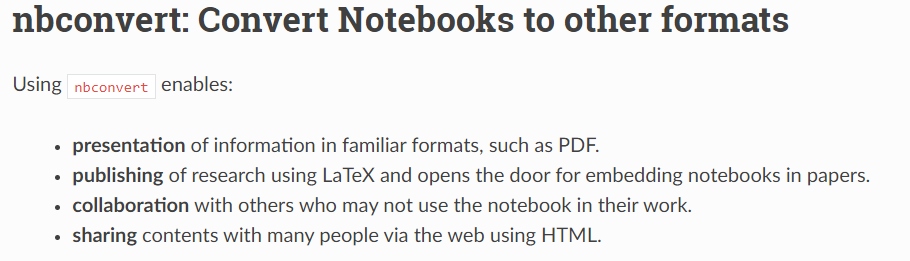 nbconvert: Convert Notebooks to other formats
Using nbconvert enables:
• presentation of information in familiar formats, such as PDF.
• publishing of research using LaTeX and opens the door for embedding notebooks in papers.
• collaboration with others who may not use the notebook in their work.
• sharing contents with many people via the web using HTML.